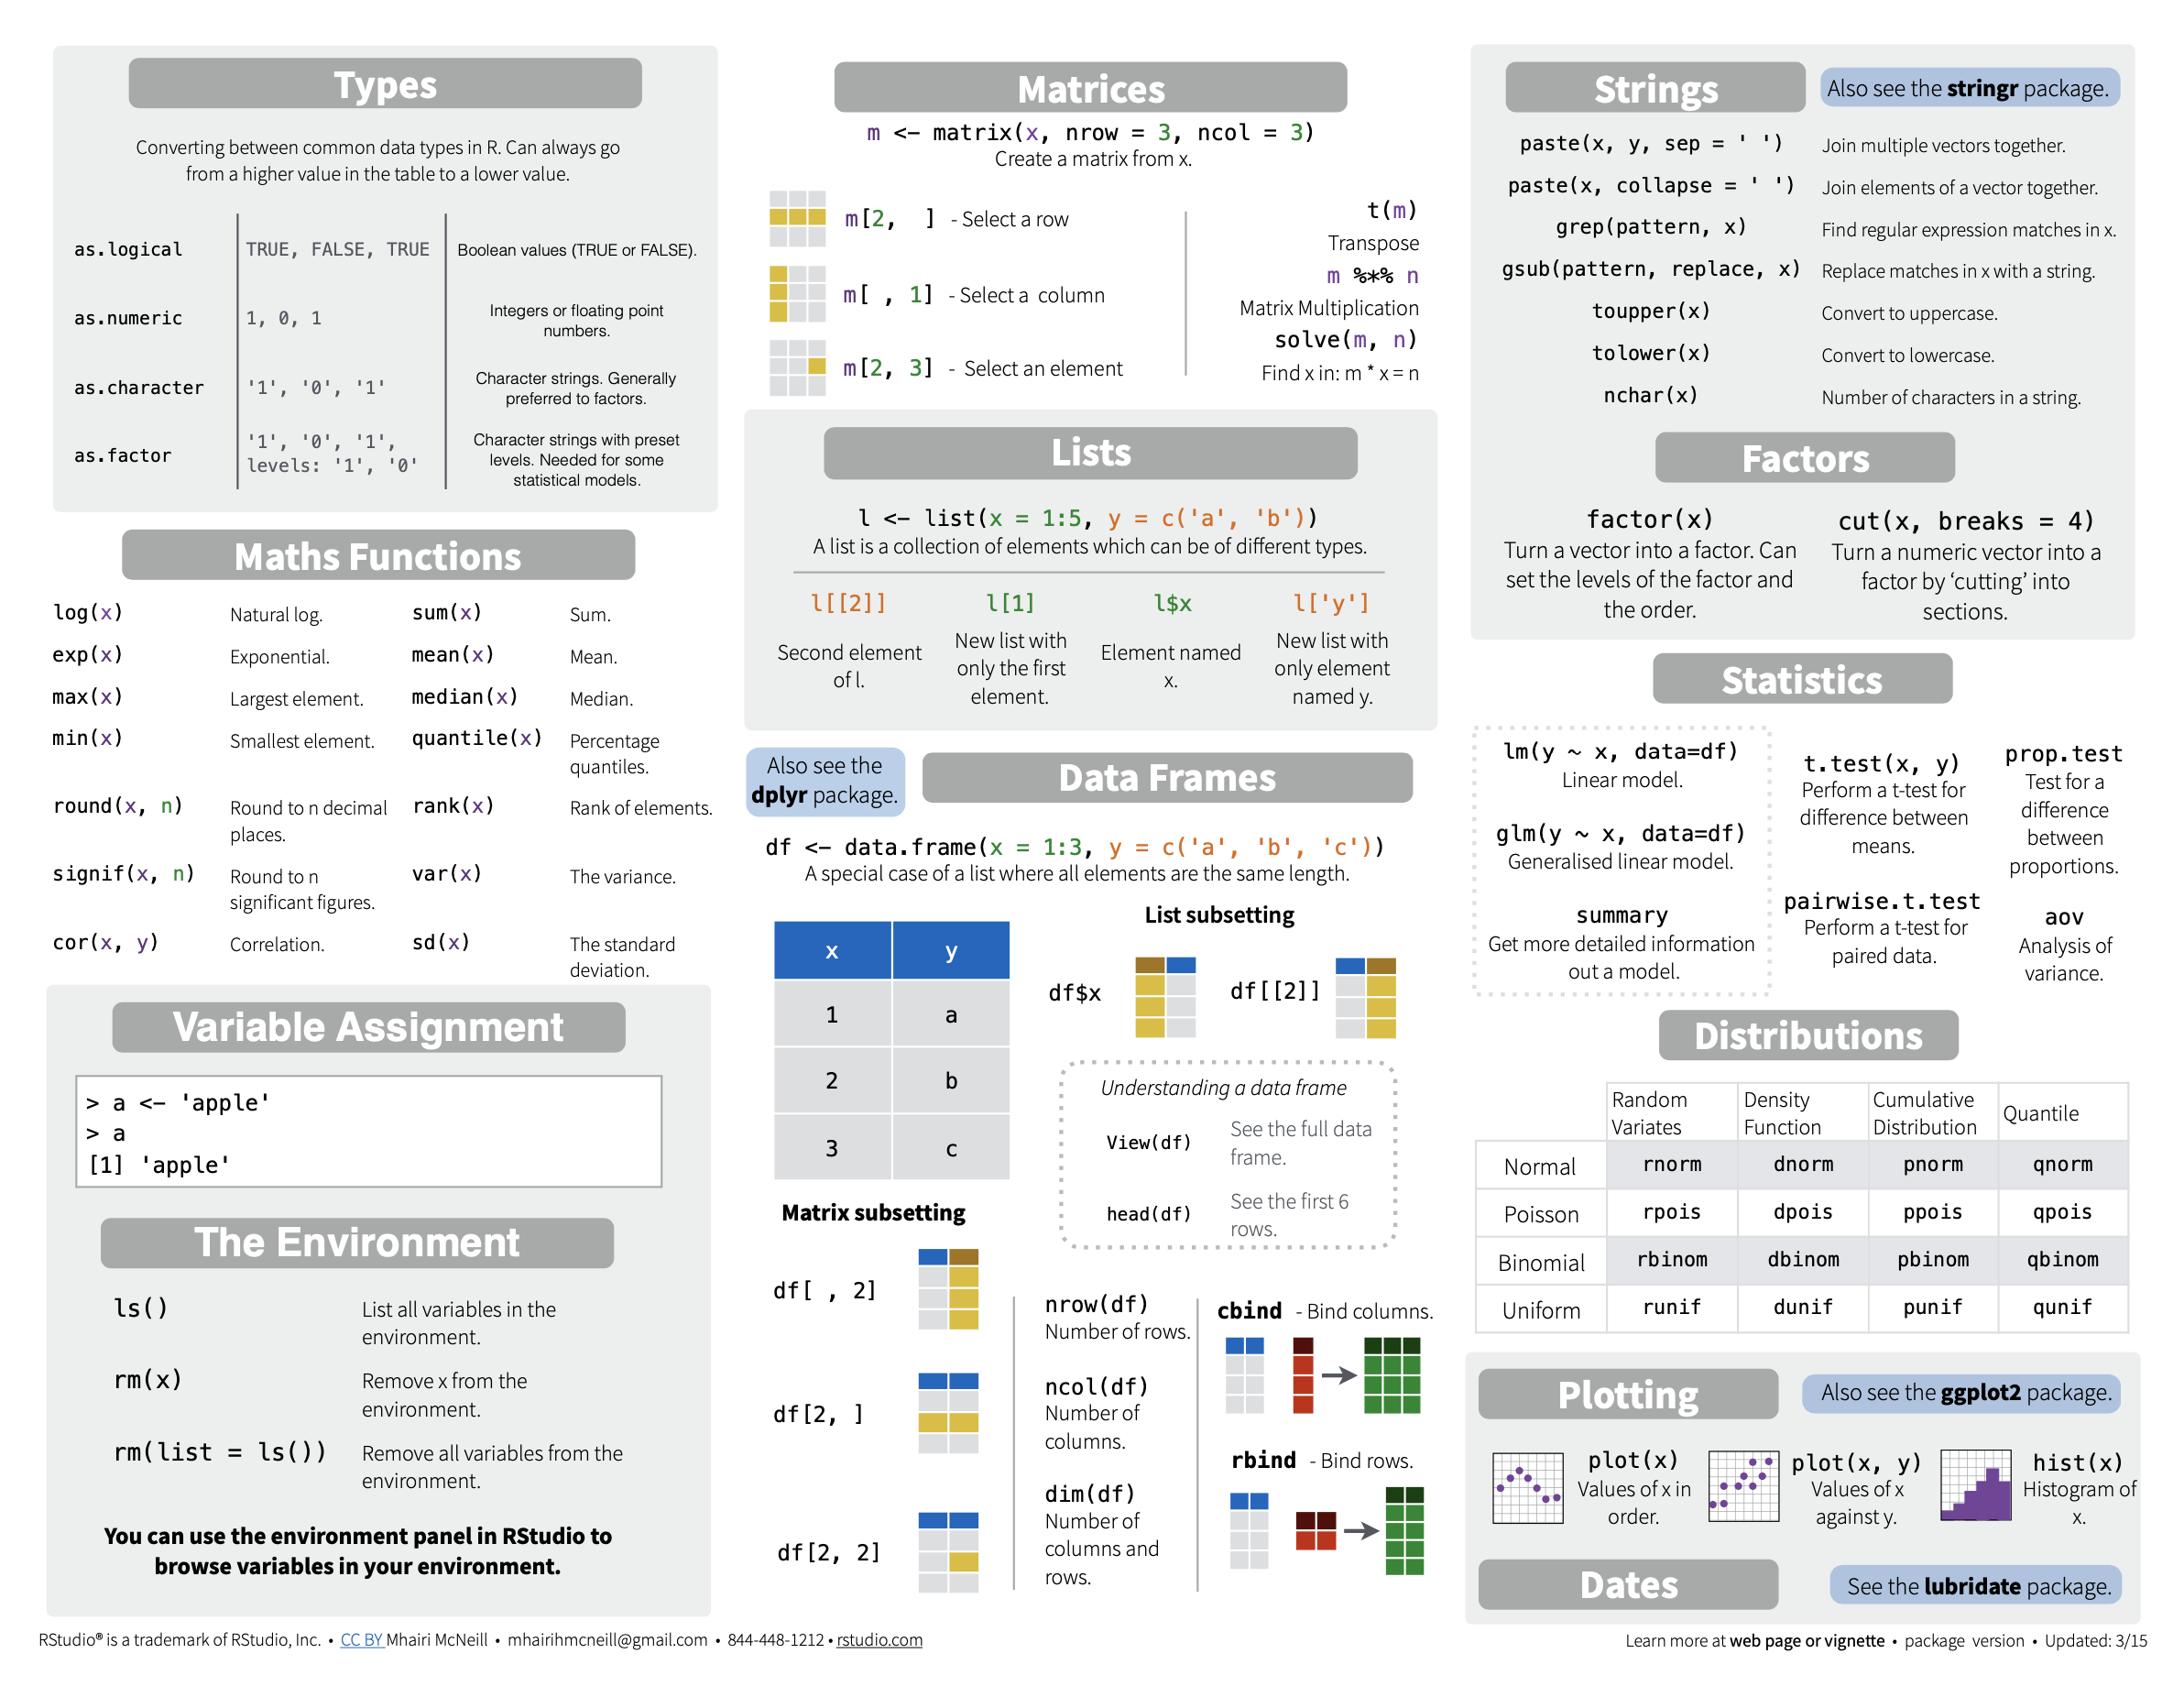 Types
Converting between common data types in R. Can always go
from a higher value in the table to a lower value.
as.logical TRUE, FALSE, TRUE Boolean values (TRUE or FALSE).
as.numeric 1, 0, 1 Integers or floating point
numbers.
as.character '1', '0', '1' Character strings. Generally
preferred to factors.
as.factor '1', '0', '1',
levels: '1', '0'
Character strings with preset
levels. Needed for some
statistical models.
Maths Functions
log(x) Natural log. sum(x) Sum.
exp(x) Exponential. mean(x) Mean.
max(x) Largest element. median(x) Median.
min(x) Smallest element. quantile(x) Percentage
quantiles.
round(x, n) Round to n decimal
places.
rank(x) Rank of elements.
signif(x, n) Round to n
significant figures.
var(x) The variance.
cor(x, y) Correlation. sd(x) The standard
deviation.
Variable Assignment
> a <- 'apple'
> a
[1] 'apple'
The Environment
ls() List all variables in the
environment.
rm(x) Remove x from the
environment.
rm(list = ls()) Remove all variables from the
environment.
You can use the environment panel in RStudio to
browse variables in your environment.
Matrices
m <- matrix(x, nrow = 3, ncol = 3)
Create a matrix from x.
m[2, ] - Select a row
m[ , 1] - Select a column
m[2, 3] - Select an element
t(m)
Transpose
m %*% n
Matrix Multiplication
solve(m, n)
Find x in: m * x = n
Lists
l <- list(x = 1:5, y = c('a', 'b'))
A list is a collection of elements which can be of different types.
l[[2]]
Second element
of l.
l[1]
New list with
only the first
element.
l$x
Element named
x.
l['y']
New list with
only element
named y.
Also see the
dplyr package.
Data Frames
df <- data.frame(x = 1:3, y = c('a', 'b', 'c'))
A special case of a list where all elements are the same length.
x y
1 a
2 b
3 c
List subsetting
df$x df[[2]]
Understanding a data frame
View(df) See the full data
frame.
head(df) See the first 6
rows.
Matrix subsetting
df[ , 2]
df[2, ]
df[2, 2]
nrow(df)
Number of rows.
ncol(df)
Number of
columns.
dim(df)
Number of
columns and
rows.
cbind - Bind columns.
rbind - Bind rows.
Strings
Also see the stringr package.
paste(x, y, sep = ' ') Join multiple vectors together.
paste(x, collapse = ' ') Join elements of a vector together.
grep(pattern, x) Find regular expression matches in x.
gsub(pattern, replace, x) Replace matches in x with a string.
toupper(x) Convert to uppercase.
tolower(x) Convert to lowercase.
nchar(x) Number of characters in a string.
Factors
factor(x)
Turn a vector into a factor. Can
set the levels of the factor and
the order.
cut(x, breaks = 4)
Turn a numeric vector into a
factor by ‘cutting’ into
sections.
Statistics
lm(y ~ x, data=df)
Linear model.
glm(y ~ x, data=df)
Generalised linear model.
summary
Get more detailed information
out a model.
t.test(x, y)
Perform a t-test for
difference between
means.
pairwise.t.test
Perform a t-test for
paired data.
prop.test
Test for a
difference
between
proportions.
aov
Analysis of
variance.
Distributions
Random
Variates
Density
Function
Cumulative
Distribution
Quantile
Normal rnorm dnorm pnorm qnorm
Poisson rpois dpois ppois qpois
Binomial rbinom dbinom pbinom qbinom
Uniform runif dunif punif qunif
Plotting
Also see the ggplot2 package.
plot(x)
Values of x in
order.
plot(x, y)
Values of x
against y.
hist(x)
Histogram of
x.
Dates
See the lubridate package.
RStudio® is a trademark of RStudio, Inc. • CC BY Mhairi McNeill • mhairihmcneill@gmail.com • 844-448-1212 • rstudio.com
Learn more at web page or vignette • package version • Updated: 3/15